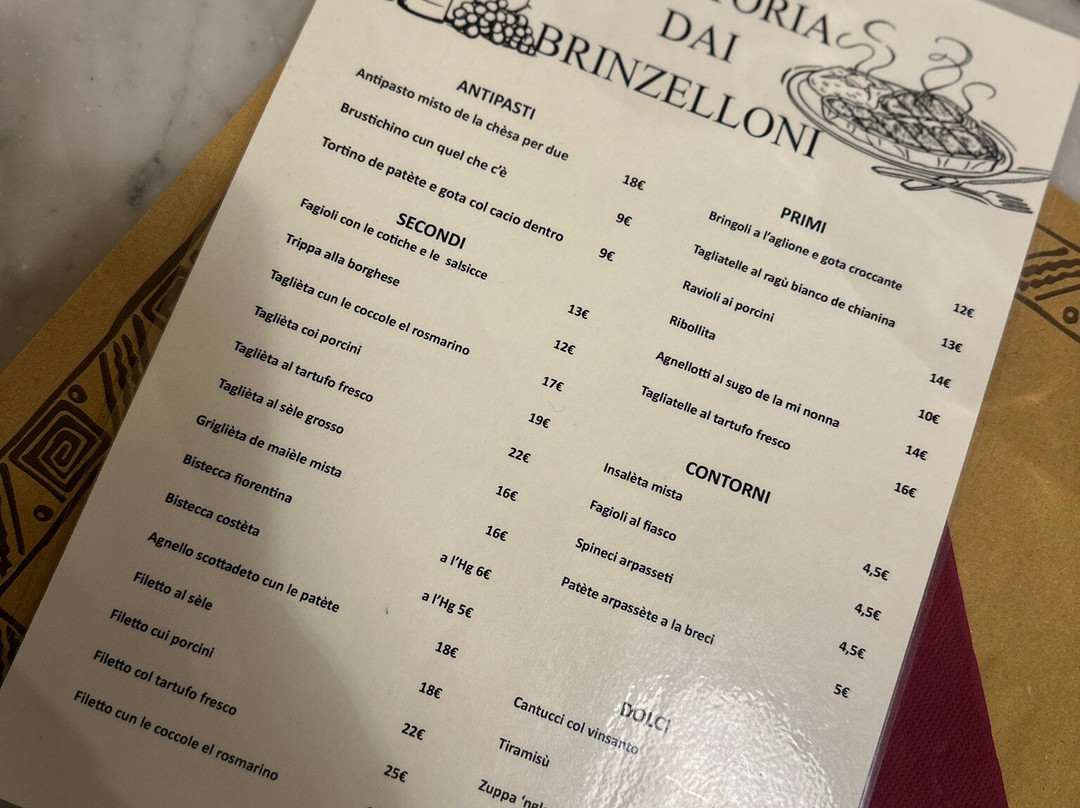 TORIA
DAI
BRINZELLONI
ANTIPASTI
Antipasto misto de la chèsa per due 18€
Brustichino cun quel che c'è 9€
Tortino de patète e gota col cacio dentro 9€
SECONDI
Fagioli con le cotiche e le salsicce 13€
Trippa alla borghese 12€
Taglièta cun le coccole el rosmarino 17€
Taglièta coi porcini 19€
Taglièta al tartufo fresco 22€
Taglièta al sèle grosso 16€
Griglièta de maièle mista 16€
Bistecca fiorentina a l'Hg 6€
Bistecca costèta a l'Hg 5€
Agnello scottadeto cun le patète 18€
Filetto al sèle 18€
Filetto cui porcini 22€
Filetto col tartufo fresco 25€
Filetto cun le coccole el rosmarino
PRIMI
Bringoli a l'aglione e gota croccante 12€
Tagliatelle al ragù bianco de chianina 13€
Ravioli ai porcini 14€
Ribollita 10€
Agnellotti al sugo de la mi nonna 14€
Tagliatelle al tartufo fresco 16€
CONTORNI
Insalèta mista 4,5€
Fagioli al fiasco 4,5€
Spineci arpasseti 4,5€
Patète arpassète a la breci 5€
DOLCI
Cantucci col vinsanto
Tiramisù
Zuppa